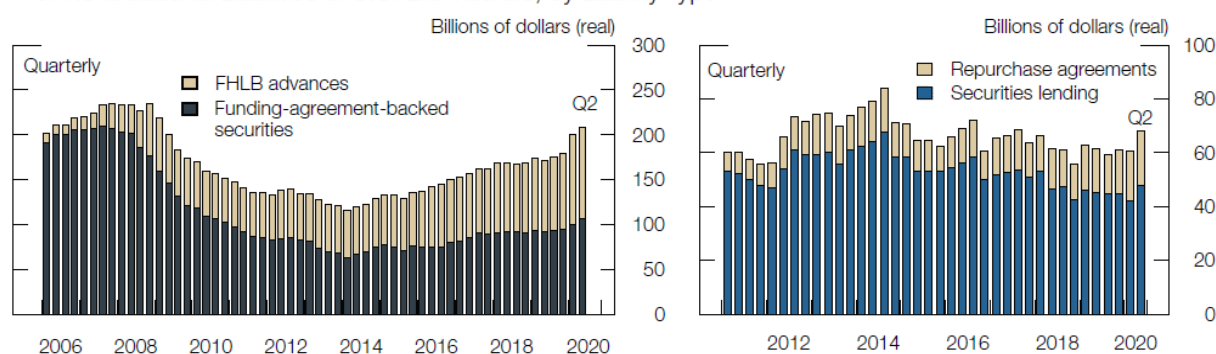 Billions of dollars (real)
Quarterly
FHLB advances
Funding-agreement-backed
securities
Q2
300
250
200
150
100
50
0
2006 2008 2010 2012 2014 2016 2018 2020
Billions of dollars (real)
Quarterly
Repurchase agreements
Securities lending
Q2
100
80
60
40
20
0
2012 2014 2016 2018 2020